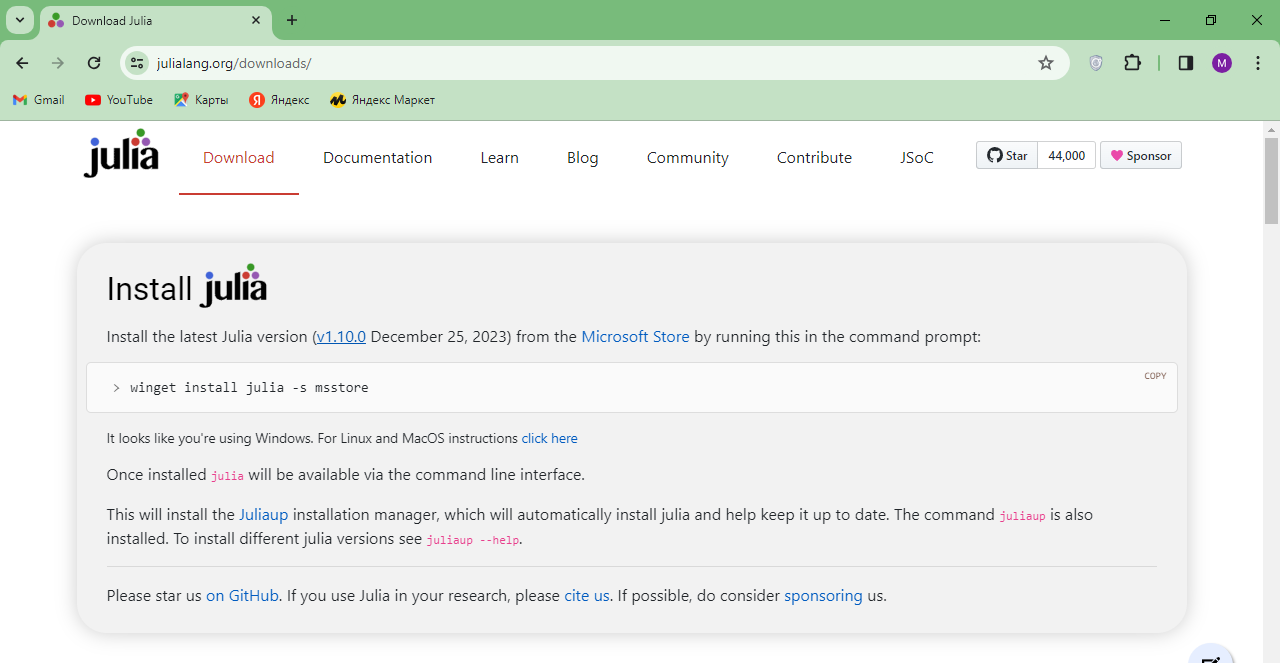 Download Julia
julialang.org/downloads/
M
Gmail YouTube Карты Яндекс Яндекс Маркет
julia Download Documentation Learn Blog Community Contribute JSoC Star 44,000 Sponsor
Install julia
Install the latest Julia version (v1.10.0 December 25, 2023) from the Microsoft Store by running this in the command prompt:
COPY
> winget install julia -s msstore
It looks like you're using Windows. For Linux and MacOS instructions click here
Once installed julia will be available via the command line interface.
This will install the Juliaup installation manager, which will automatically install julia and help keep it up to date. The command juliaup is also
installed. To install different julia versions see juliaup --help.
Please star us on GitHub. If you use Julia in your research, please cite us. If possible, do consider sponsoring us.